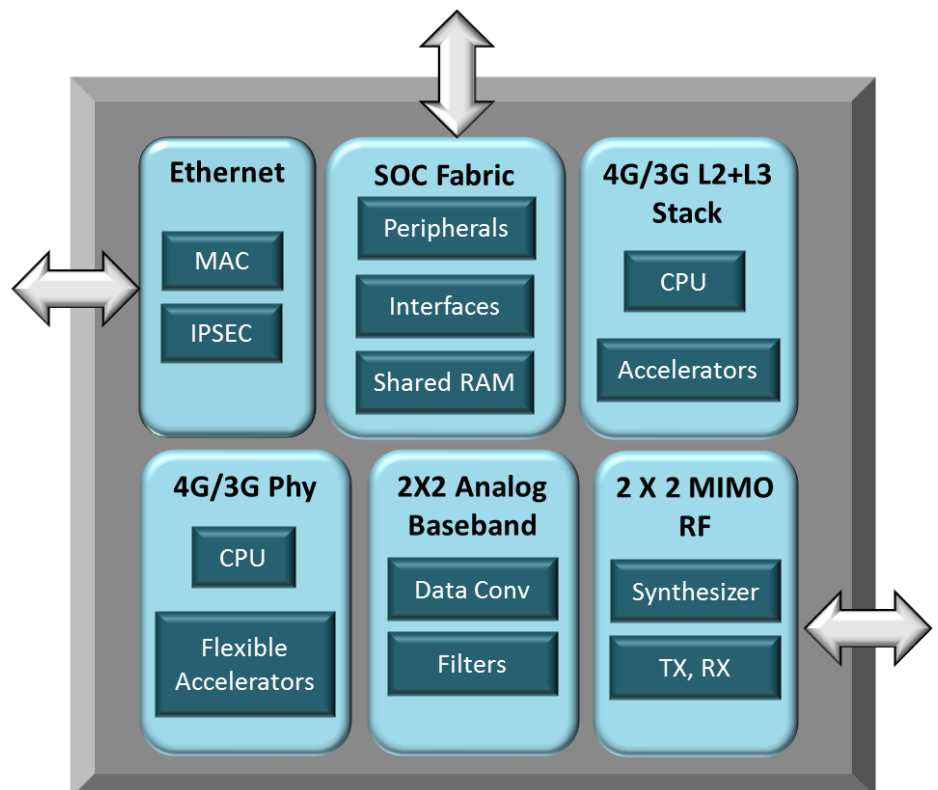 Ethernet
MAC
IPSEC
SOC Fabric
Peripherals
Interfaces
Shared RAM
4G/3G L2+L3
Stack
CPU
Accelerators
4G/3G Phy
CPU
Flexible
Accelerators
2X2 Analog
Baseband
Data Conv
Filters
2 X 2 MIMO
RF
Synthesizer
TX, RX